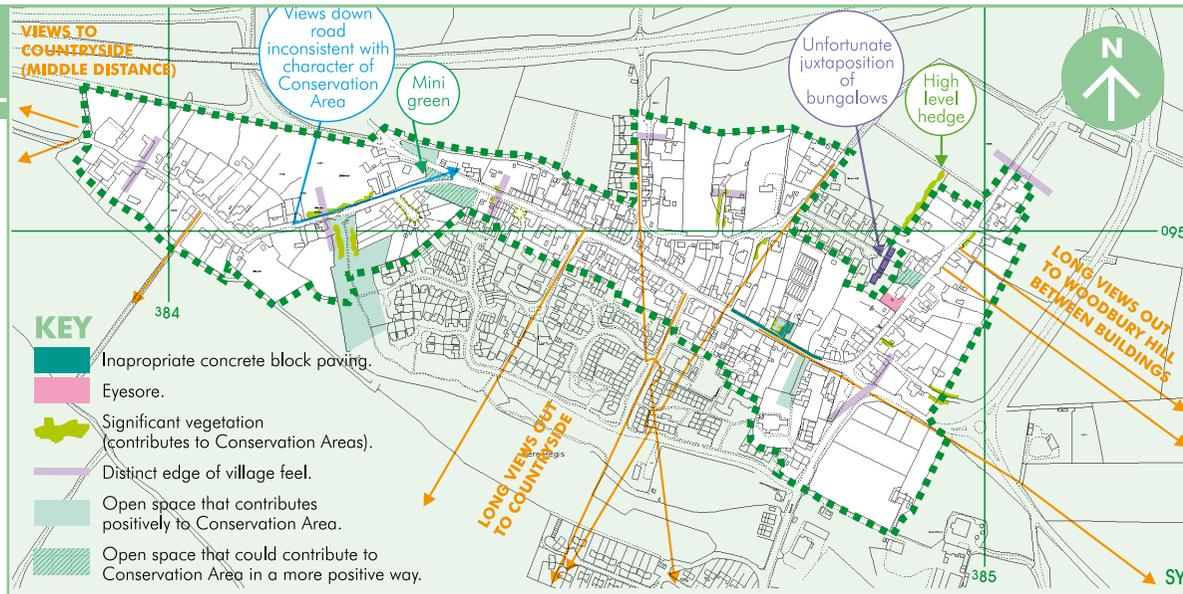 VIEWS TO
COUNTRYSIDE
(MIDDLE DISTANCE)
Views down
road
inconsistent with
character of
Conservation
Area
Mini
green
Unfortunate
juxtaposition
of
bungalows
High
level
hedge
N
095
384
LONG VIEWS OUT
TO WOODBURY HILL
BETWEEN BUILDINGS
LONG VIEWS OUT
TO COUNTRYSIDE
385
SY
KEY
Inapropriate concrete block paving.
Eyesore.
Significant vegetation
(contributes to Conservation Areas).
Distinct edge of village feel.
Open space that contributes
positively to Conservation Area.
Open space that could contribute to
Conservation Area in a more positive way.